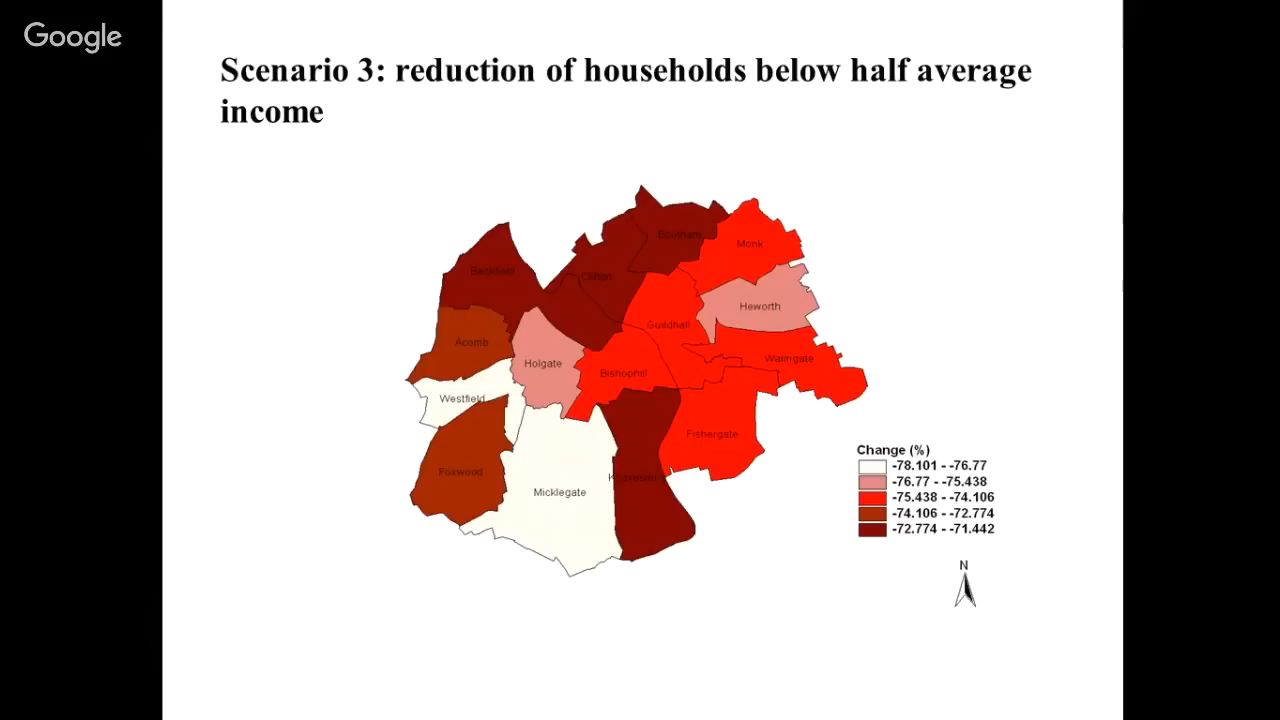 Google
Scenario 3: reduction of households below half average
income
Monk
Clifton
Heworth
Guildhall
Acomb
Walmgate
Holgate
Bishophill
Westfield
Fishergate
Foxwood
Micklegate
Change (%)
-78.101 - -76.77
-76.77 - -75.438
-75.438 - -74.106
-74.106 - -72.774
-72.774 - -71.442
N